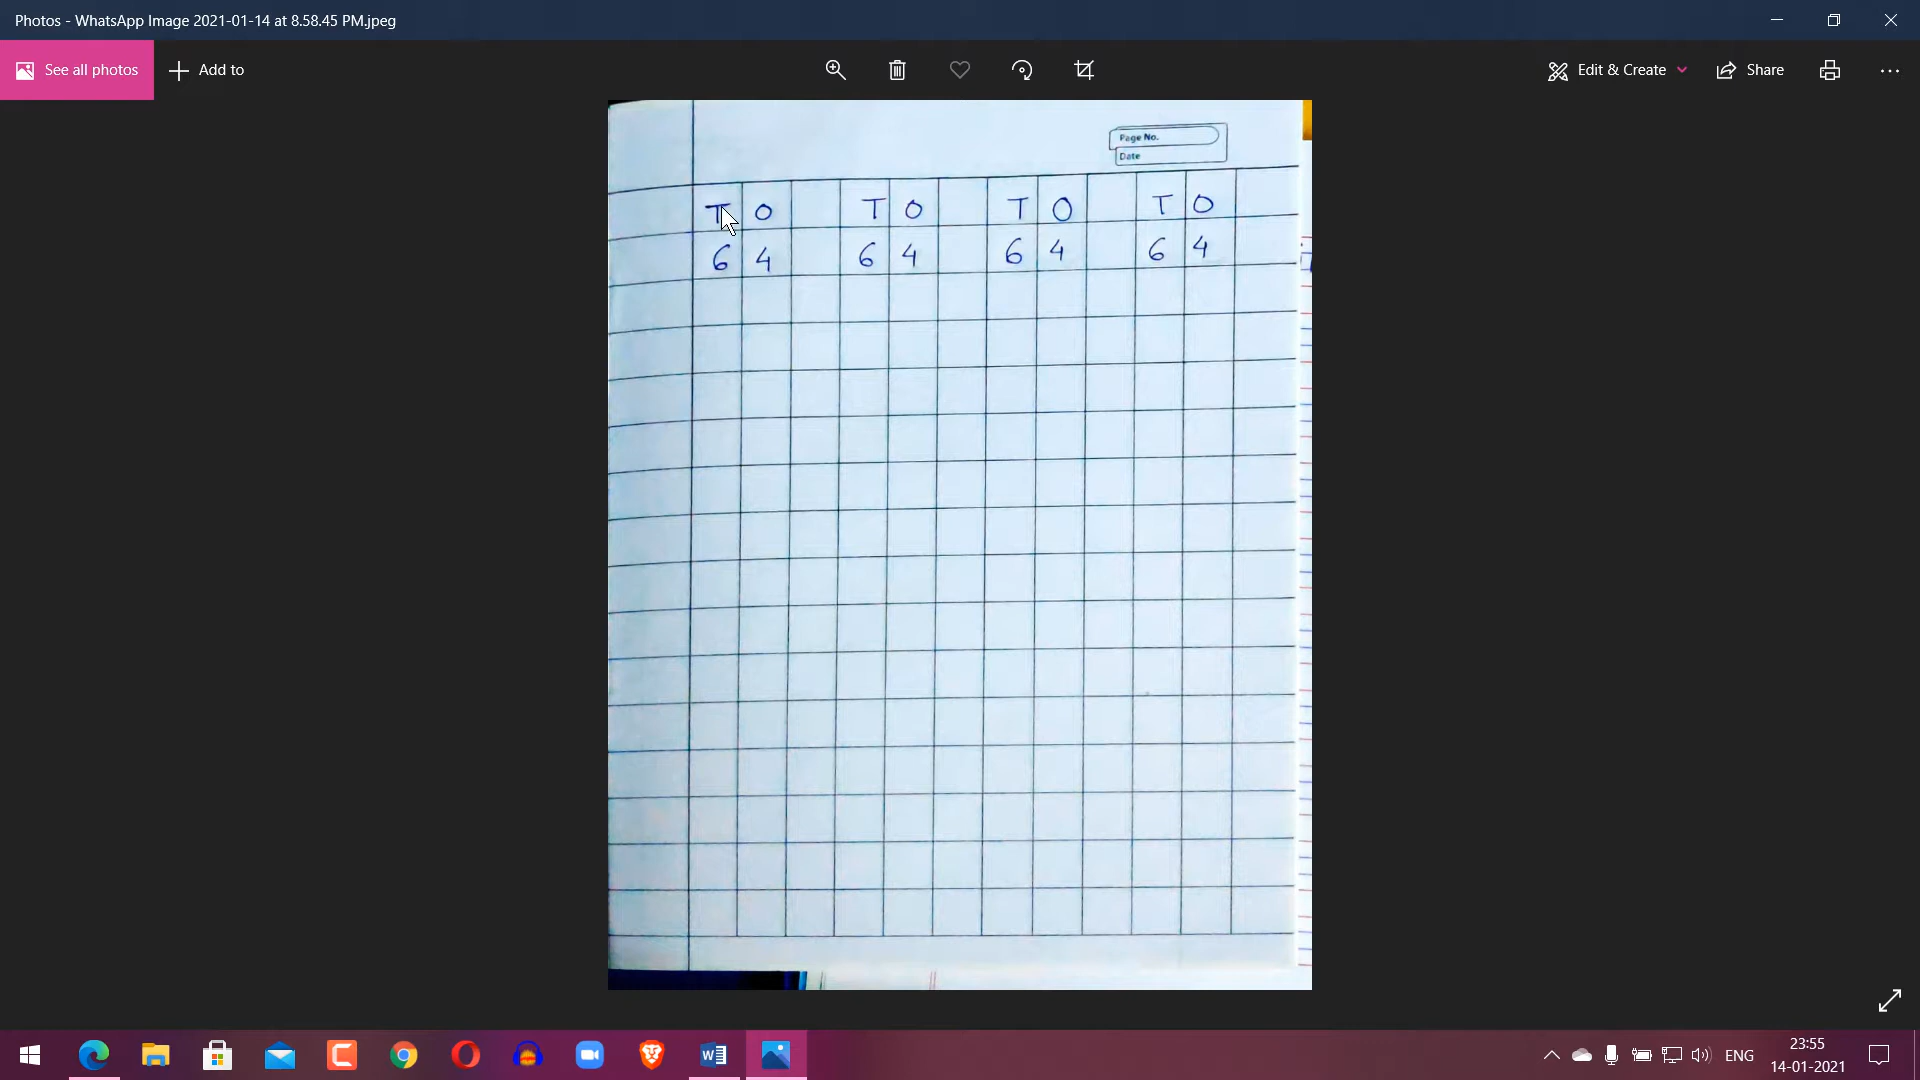 Photos - WhatsApp Image 2021-01-14 at 8.58.45 PM.jpeg
See all photos
Add to
Edit & Create
Share
Page No.
Date
T O T O T O T O
6 4 6 4 6 4 6 4
ENG
23:55
14-01-2021